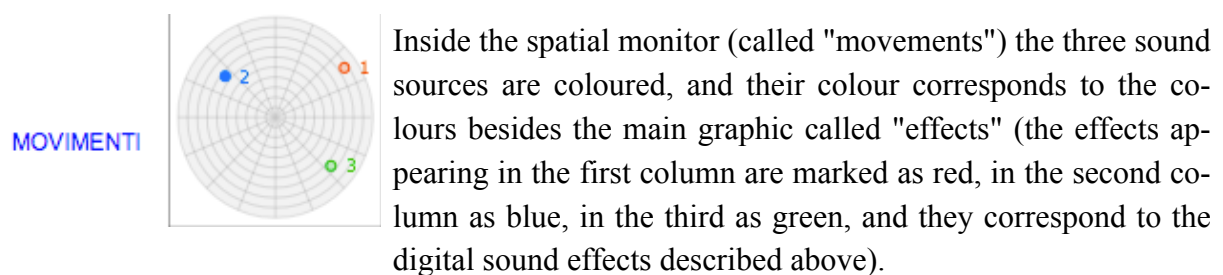 MOVIMENTI
1
2
3
Inside the spatial monitor (called "movements") the three sound
sources are coloured, and their colour corresponds to the co-
lours besides the main graphic called "effects" (the effects ap-
pearing in the first column are marked as red, in the second co-
lumn as blue, in the third as green, and they correspond to the
digital sound effects described above).